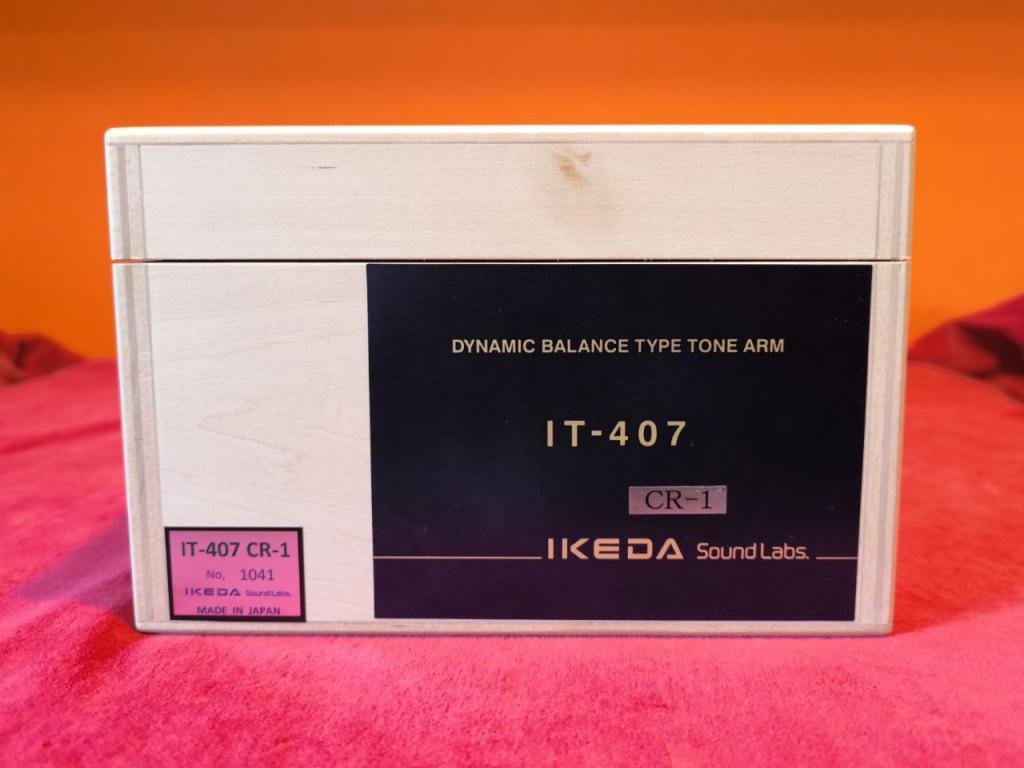 DYNAMIC BALANCE TYPE TONE ARM
IT-407
CR-1
IKEDA Sound Labs.
IT-407 CR-1
No, 1041
IKEDA Sound Labs.
MADE IN JAPAN